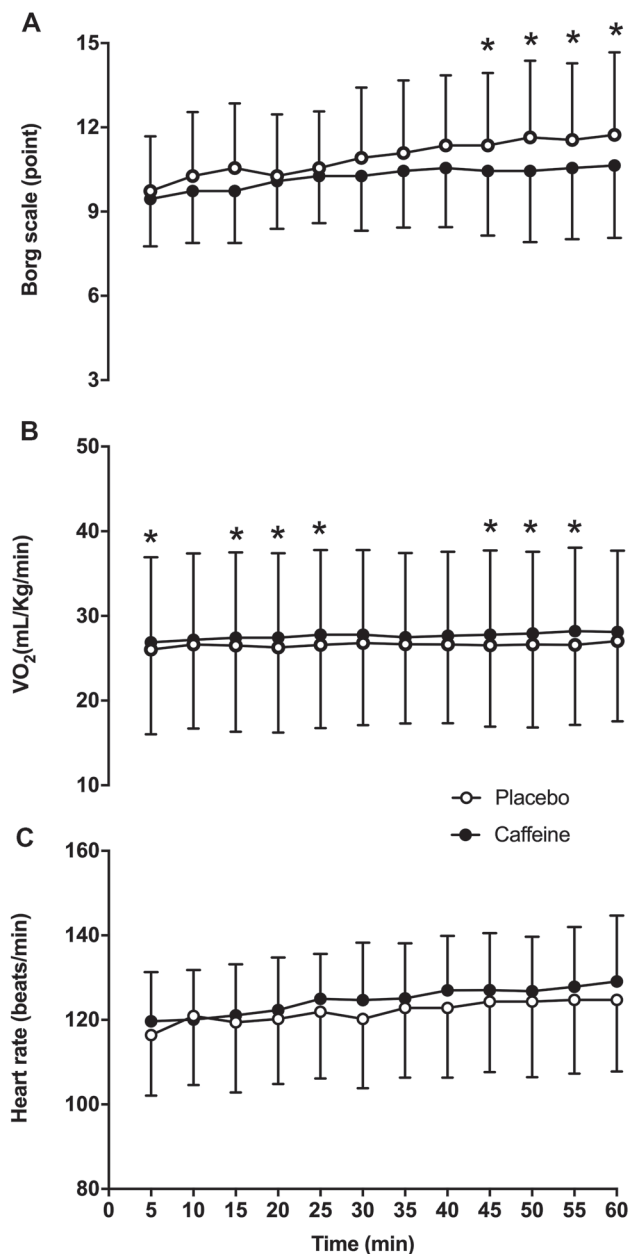 A
15
12
9
6
3
Borg scale (point)
* * * *
B
50
40
30
20
10
VO₂(mL/Kg/min)
* * * * * * *
Placebo
Caffeine
C
160
140
120
100
80
Heart rate (beats/min)
0 5 10 15 20 25 30 35 40 45 50 55 60
Time (min)